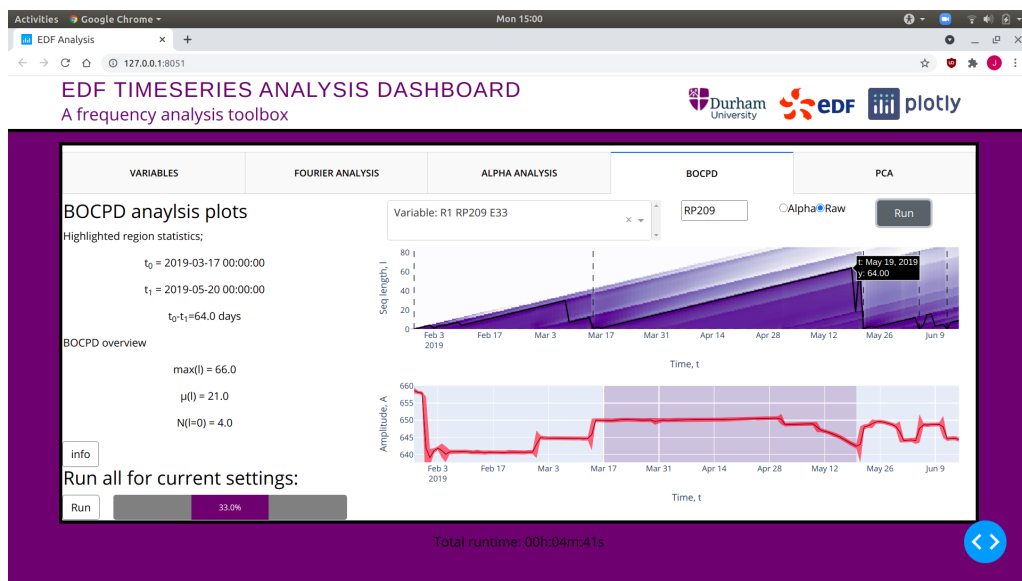 Activities Google Chrome
Mon 15:00
EDF Analysis × +
127.0.0.1:8051
J
EDF TIMESERIES ANALYSIS DASHBOARD
A frequency analysis toolbox
Durham University
eDF
plotly
VARIABLES FOURIER ANALYSIS ALPHA ANALYSIS BOCPD PCA
BOCPD anaylsis plots
Highlighted region statistics;
t0 = 2019-03-17 00:00:00
t1 = 2019-05-20 00:00:00
t0-t1=64.0 days
BOCPD overview
max(l) = 66.0
μ(l) = 21.0
N(l=0) = 4.0
info
Run all for current settings:
Run 33.0%
Variable: R1 RP209 E33
RP209
Alpha Raw
Run
Seq length, l
80
60
40
20
0
t: May 19, 2019
y: 64.00
Feb 3 Feb 17 Mar 3 Mar 17 Mar 31 Apr 14 Apr 28 May 12 May 26 Jun 9
2019
Time, t
Amplitude, A
660
655
650
645
640
Feb 3 Feb 17 Mar 3 Mar 17 Mar 31 Apr 14 Apr 28 May 12 May 26 Jun 9
2019
Time, t
Total runtime: 00h:04m:41s